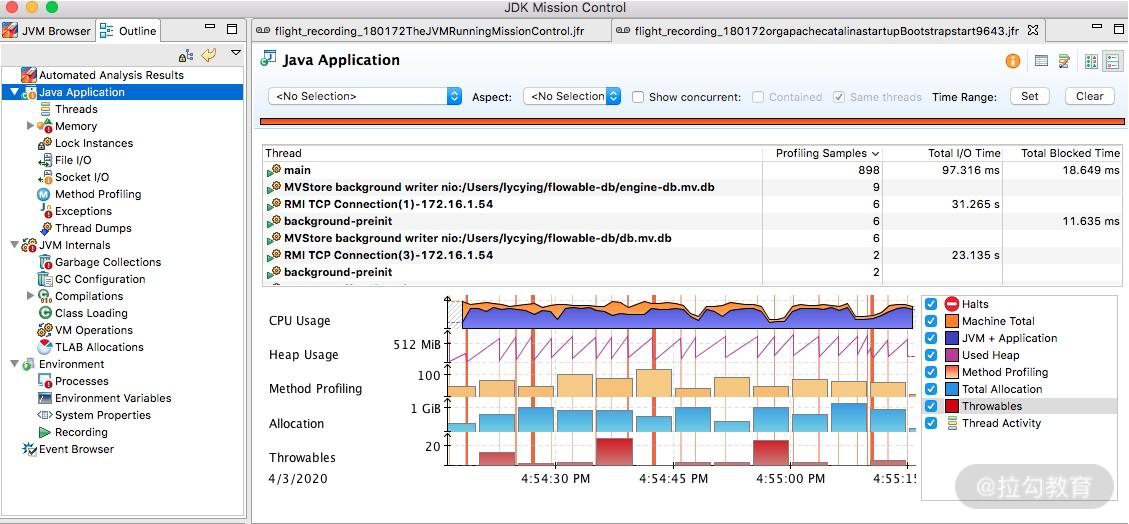 JDK Mission Control
JVM Browser
Outline
flight_recording_180172TheJVMRunningMissionControl.jfr
flight_recording_180172orgapachecatalinastartupBootstrapstart9643.jfr
Automated Analysis Results
Java Application
Threads
Memory
Lock Instances
File I/O
Socket I/O
Method Profiling
Exceptions
Thread Dumps
JVM Internals
Garbage Collections
GC Configuration
Compilations
Class Loading
VM Operations
TLAB Allocations
Environment
Processes
Environment Variables
System Properties
Recording
Event Browser
Java Application
<No Selection> Aspect: <No Selection Show concurrent: Contained Same threads Time Range: Set Clear
Thread Profiling Samples Total I/O Time Total Blocked Time
main 898 97.316 ms 18.649 ms
MVStore background writer nio:/Users/lycying/flowable-db/engine-db.mv.db 9
RMI TCP Connection(1)-172.16.1.54 6 31.265 s
background-preinit 6 11.635 ms
MVStore background writer nio:/Users/lycying/flowable-db/db.mv.db 6
RMI TCP Connection(3)-172.16.1.54 2 23.135 s
background-preinit 2
CPU Usage
Heap Usage 512 MiB
Method Profiling 100
Allocation 1 GiB
Throwables 20
4/3/2020 4:54:30 PM 4:54:45 PM 4:55:00 PM 4:55:15
Halts
Machine Total
JVM + Application
Used Heap
Method Profiling
Total Allocation
Throwables
Thread Activity
@拉勾教育